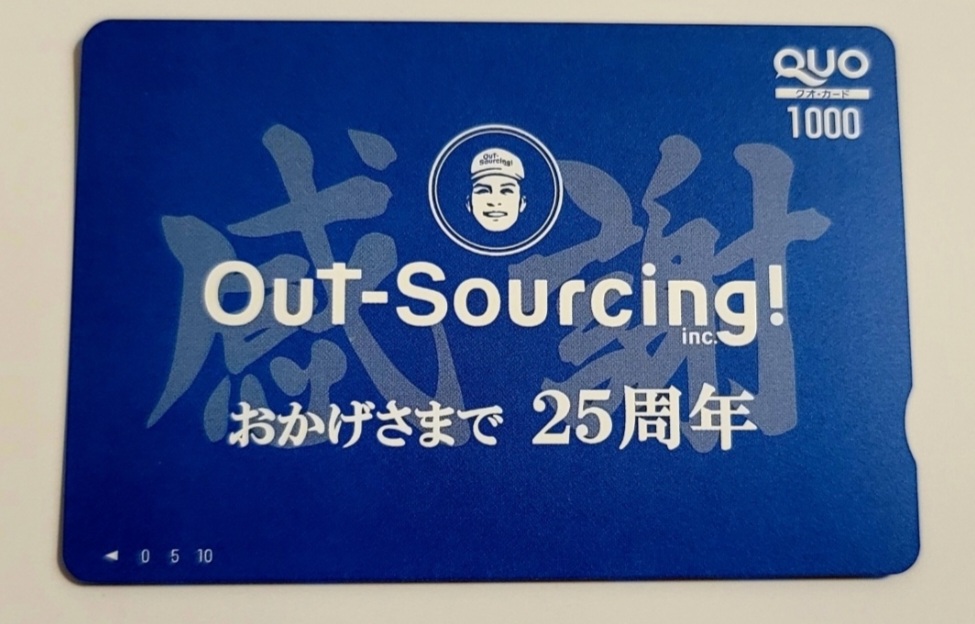 QUO
クオ・カード
1000
OuT-Sourcing!
感謝
OuT-Sourcing!
inc.
おかげさまで 25周年
◀ 0 5 10